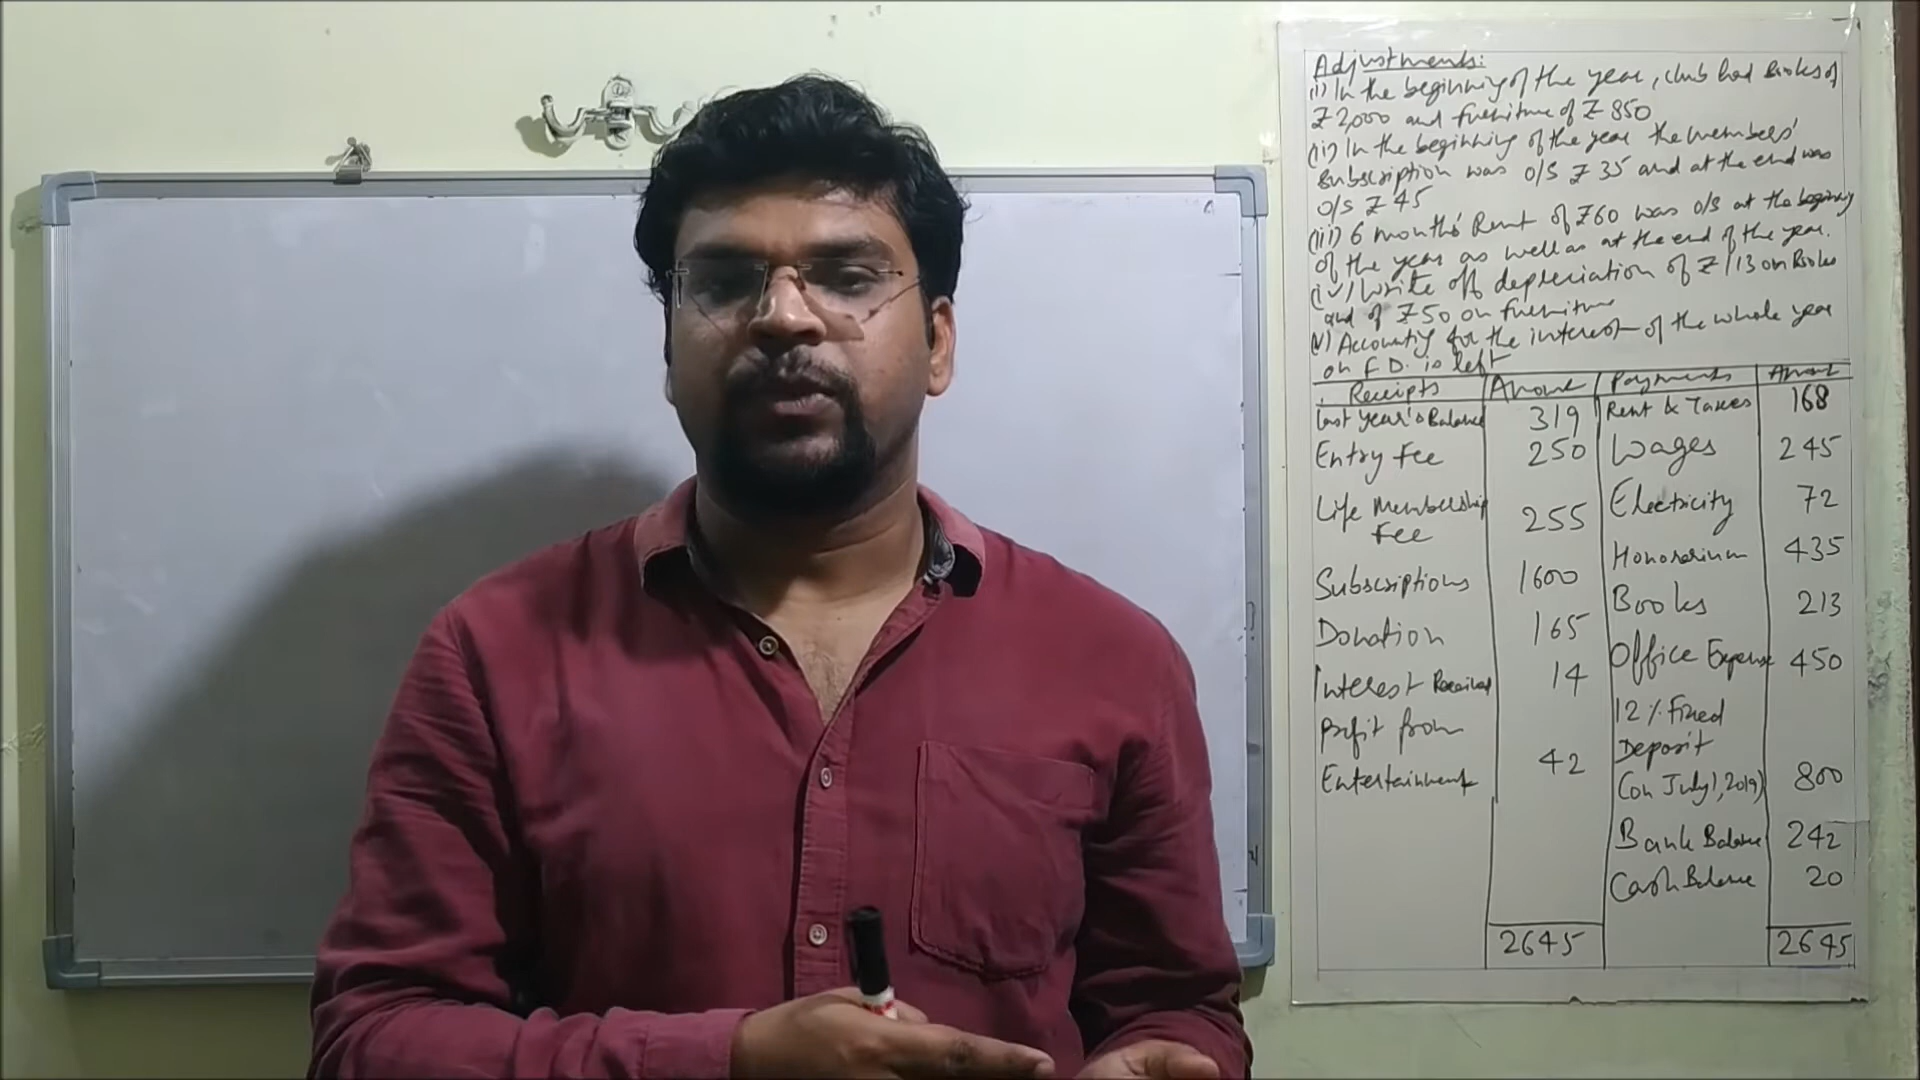 Adjustments:
(i) In the beginning of the year, club had Books of
₹2,000 and furniture of ₹850
(ii) In the beginning of the year the members'
subscription was o/s ₹35 and at the end was
o/s ₹45
(iii) 6 months' Rent of ₹60 was o/s at the beginning
of the year as well as at the end of the year.
(iv) Write off depreciation of ₹113 on Books
and of ₹50 on furniture
(v) Accounting for the interest of the whole year
on F.D. is left
Receipts Amount Payments Amount
Last year's Balance 319 Rent & Taxes 168
Entry fee 250 Wages 245
Life Membership 255 Electricity 72
fee Honorarium 435
Subscriptions 1600 Books 213
Donation 165 Office Expense 450
Interest Received 14 12% Fixed
Profit from Deposit
Entertainment 42 (on July 1, 2019) 800
Bank Balance 242
Cash Balance 20
2645 2645